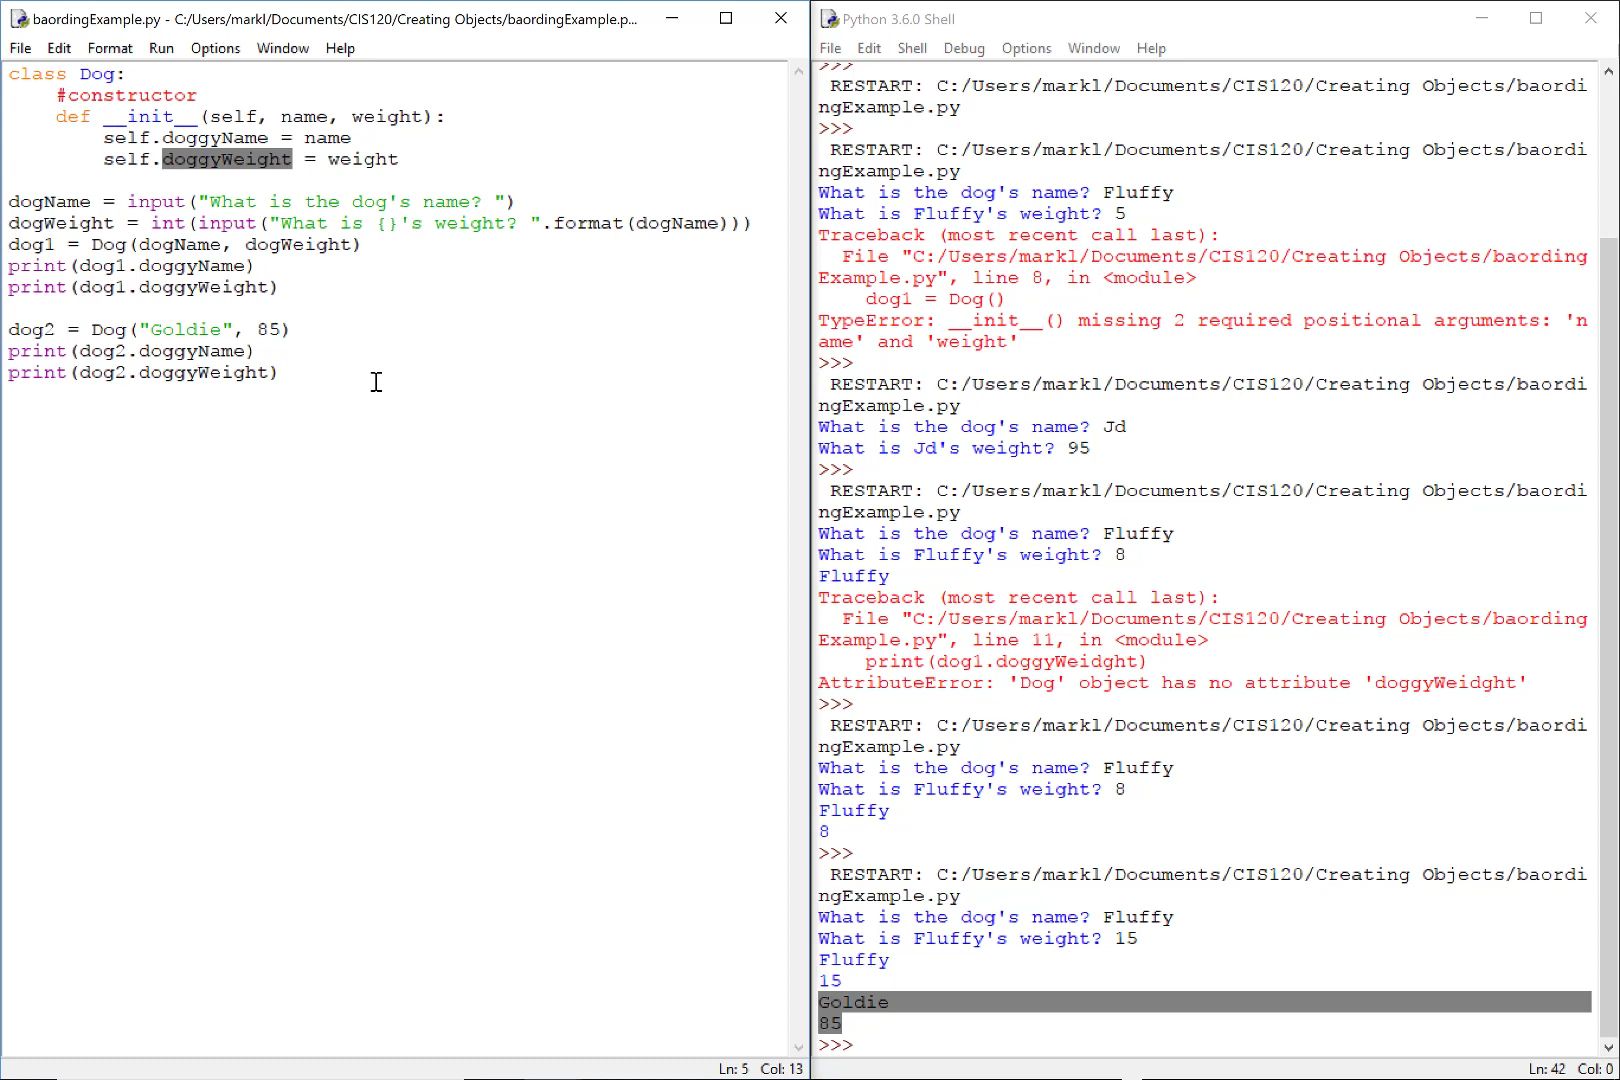 baordingExample.py - C:/Users/markl/Documents/CIS120/Creating Objects/baordingExample.p...
File Edit Format Run Options Window Help
class Dog:
    #constructor
    def __init__(self, name, weight):
        self.doggyName = name
        self.doggyWeight = weight

dogName = input("What is the dog's name? ")
dogWeight = int(input("What is {}'s weight? ".format(dogName)))
dog1 = Dog(dogName, dogWeight)
print(dog1.doggyName)
print(dog1.doggyWeight)

dog2 = Dog("Goldie", 85)
print(dog2.doggyName)
print(dog2.doggyWeight)
Ln: 5 Col: 13
Python 3.6.0 Shell
File Edit Shell Debug Options Window Help
>>>
 RESTART: C:/Users/markl/Documents/CIS120/Creating Objects/baordi
ngExample.py
>>>
 RESTART: C:/Users/markl/Documents/CIS120/Creating Objects/baordi
ngExample.py
What is the dog's name? Fluffy
What is Fluffy's weight? 5
Traceback (most recent call last):
  File "C:/Users/markl/Documents/CIS120/Creating Objects/baording
Example.py", line 8, in <module>
    dog1 = Dog()
TypeError: __init__() missing 2 required positional arguments: 'n
ame' and 'weight'
>>>
 RESTART: C:/Users/markl/Documents/CIS120/Creating Objects/baordi
ngExample.py
What is the dog's name? Jd
What is Jd's weight? 95
>>>
 RESTART: C:/Users/markl/Documents/CIS120/Creating Objects/baordi
ngExample.py
What is the dog's name? Fluffy
What is Fluffy's weight? 8
Fluffy
Traceback (most recent call last):
  File "C:/Users/markl/Documents/CIS120/Creating Objects/baording
Example.py", line 11, in <module>
    print(dog1.doggyWeidght)
AttributeError: 'Dog' object has no attribute 'doggyWeidght'
>>>
 RESTART: C:/Users/markl/Documents/CIS120/Creating Objects/baordi
ngExample.py
What is the dog's name? Fluffy
What is Fluffy's weight? 8
Fluffy
8
>>>
 RESTART: C:/Users/markl/Documents/CIS120/Creating Objects/baordi
ngExample.py
What is the dog's name? Fluffy
What is Fluffy's weight? 15
Fluffy
15
Goldie
85
>>>
Ln: 42 Col: 0